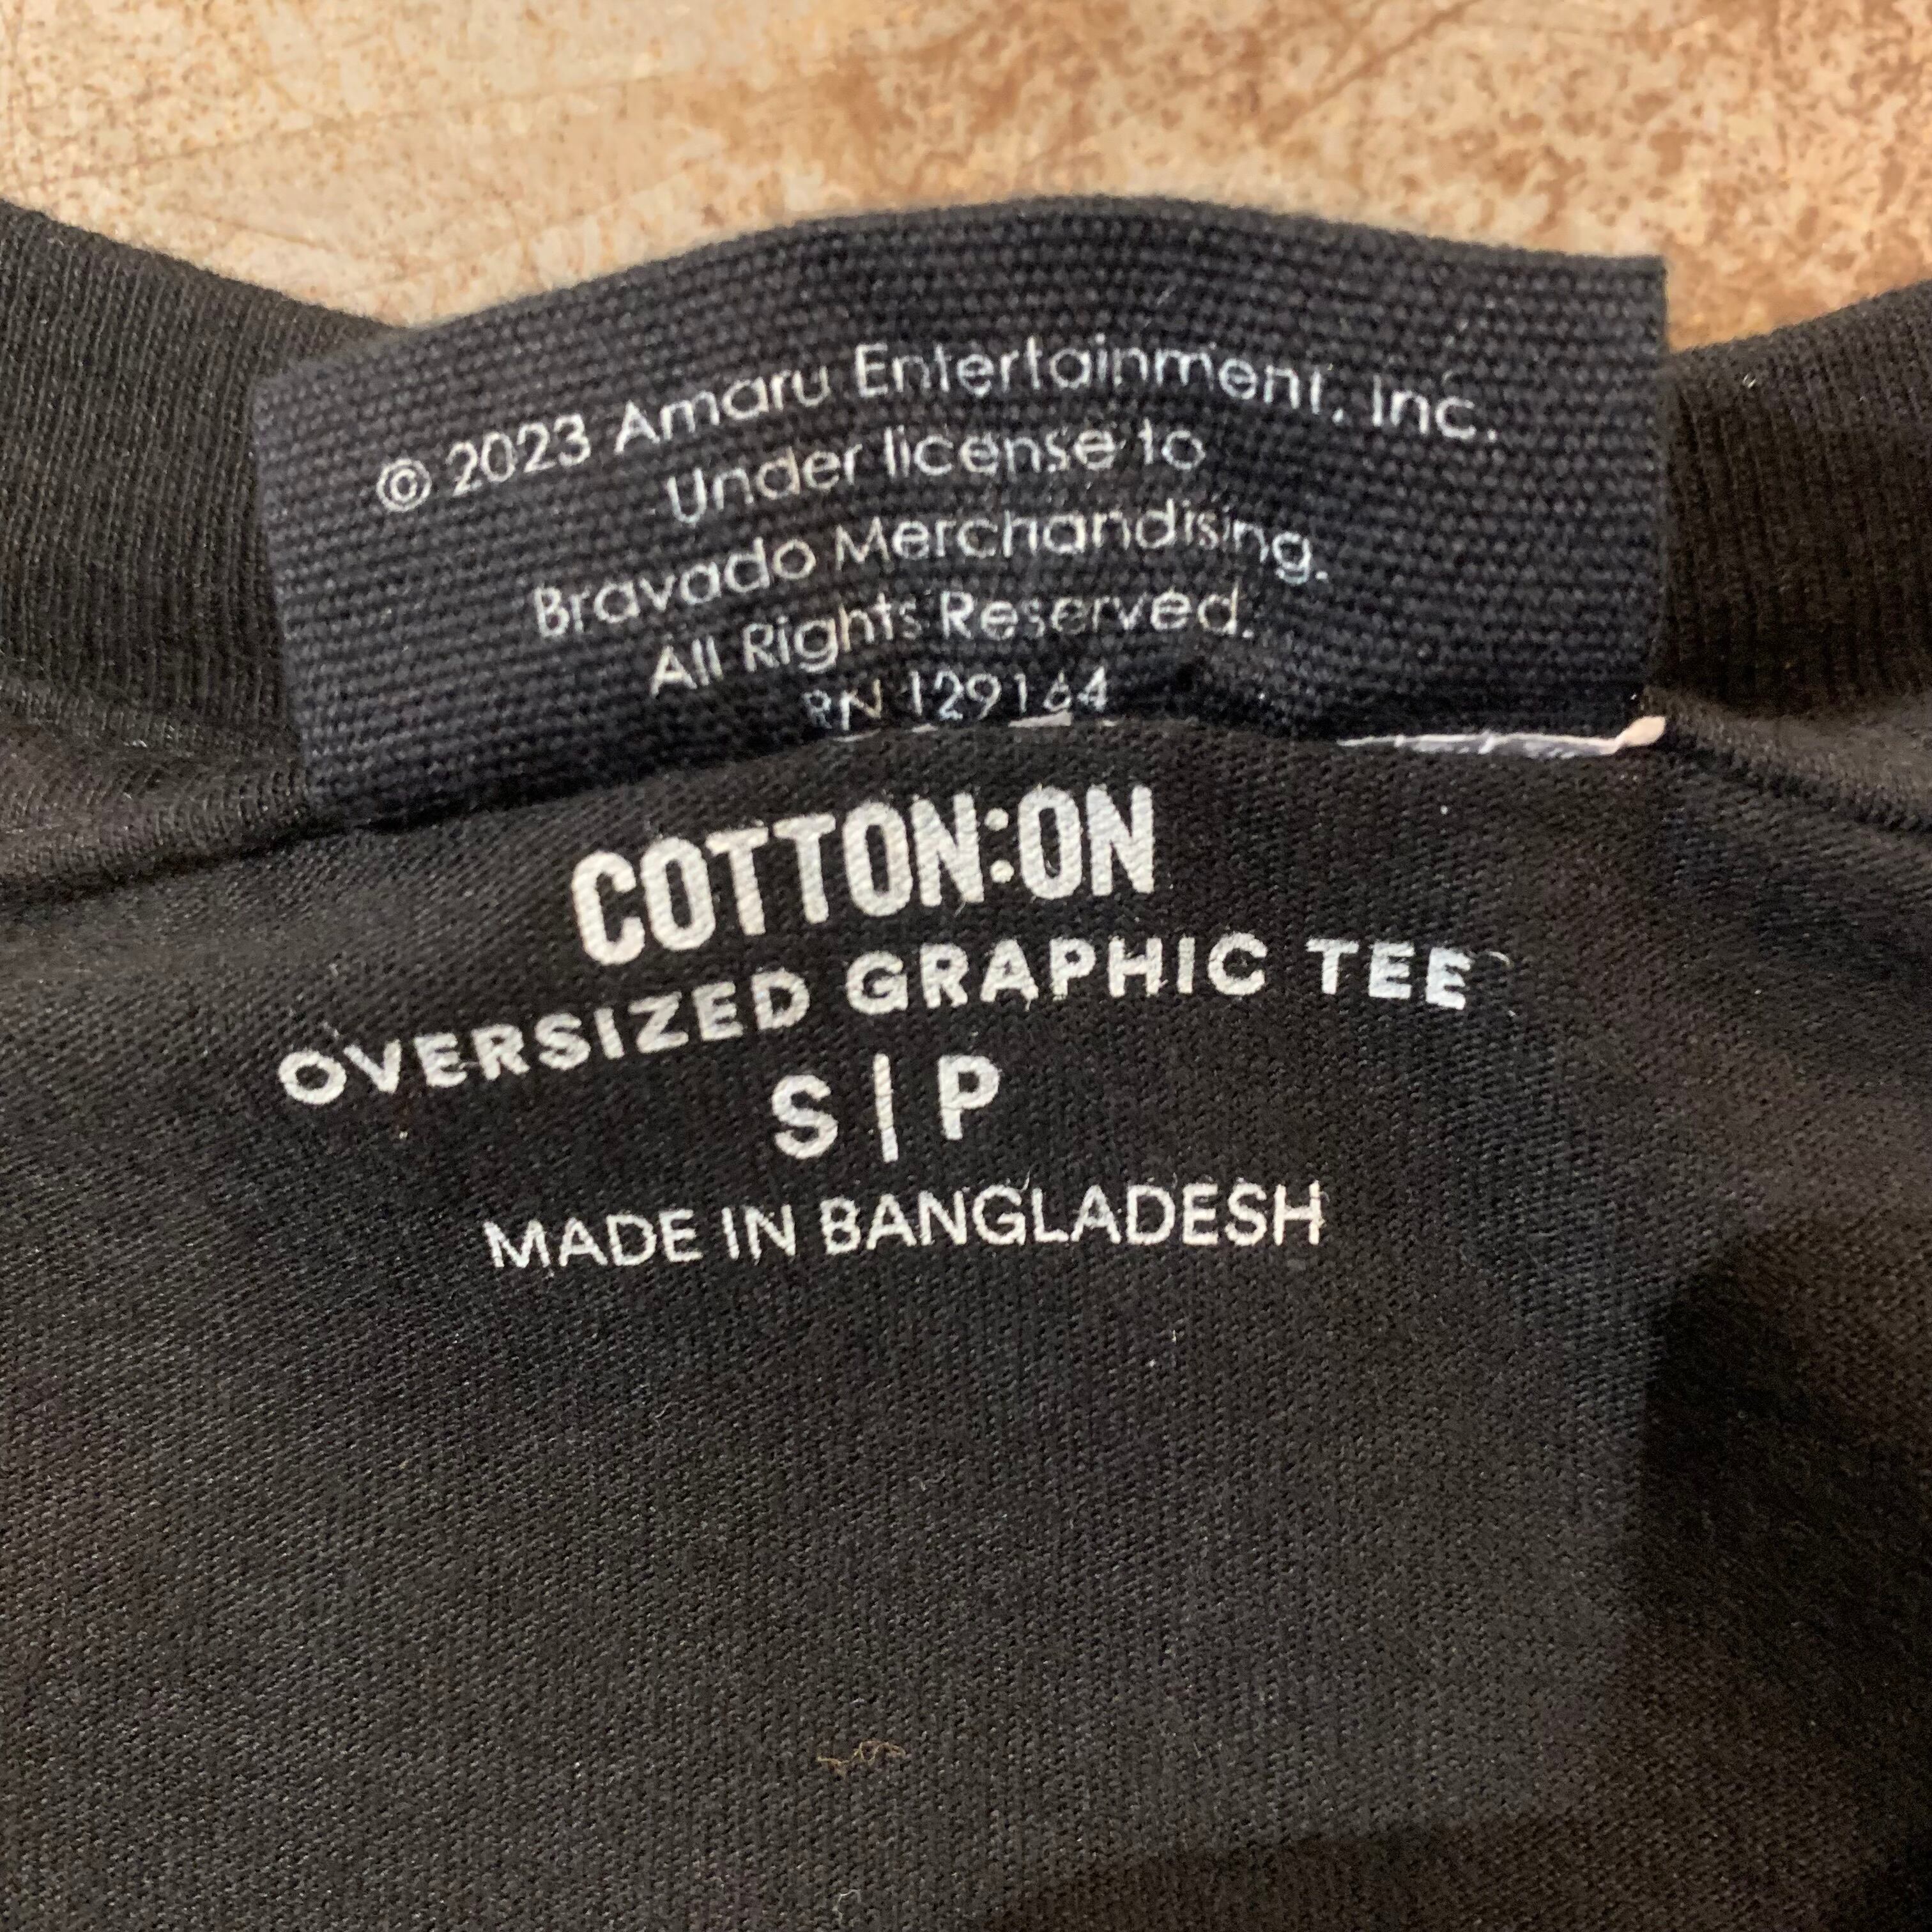 © 2023 Amaru Entertainment, Inc.
Under license to
Bravado Merchandising.
All Rights Reserved.
RN 129164
COTTON:ON
OVERSIZED GRAPHIC TEE
S | P
MADE IN BANGLADESH